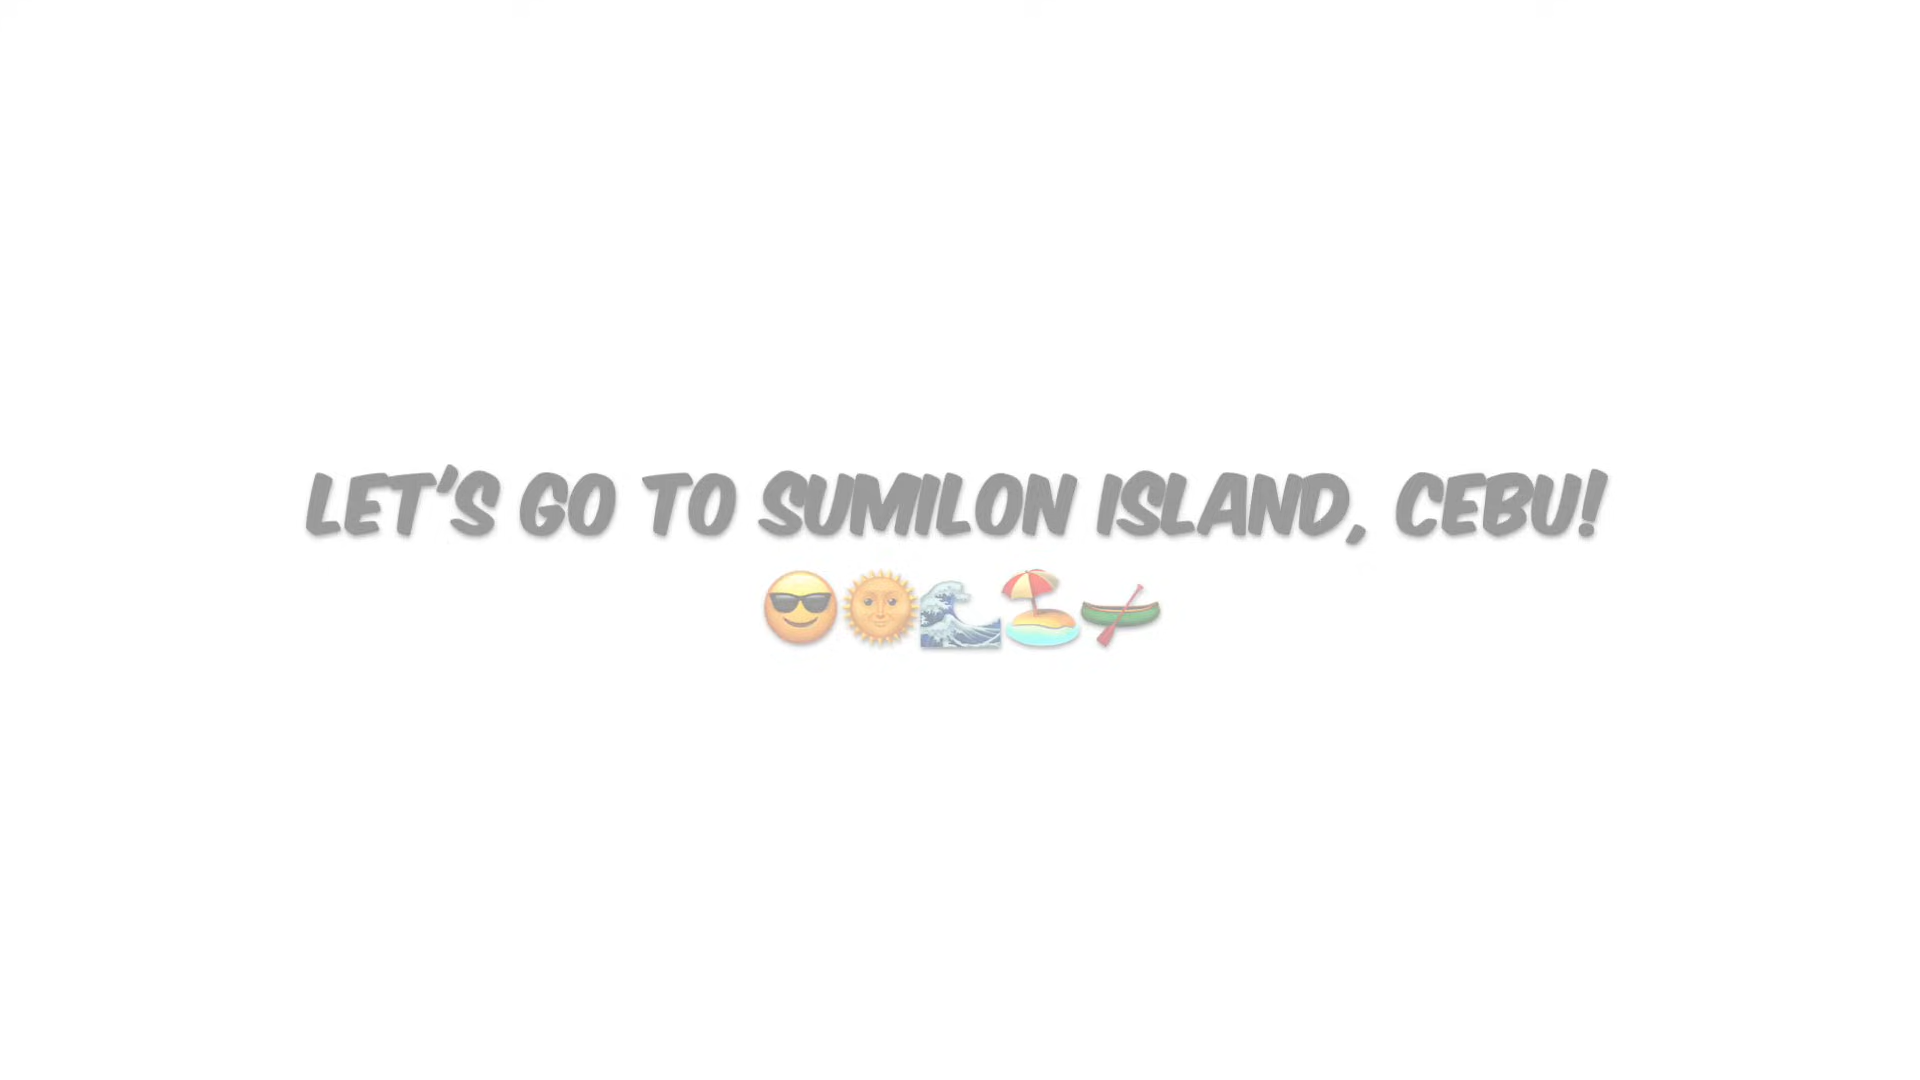 LET'S GO TO SUMILON ISLAND, CEBU!
😎🌞🌊🏖️🛶